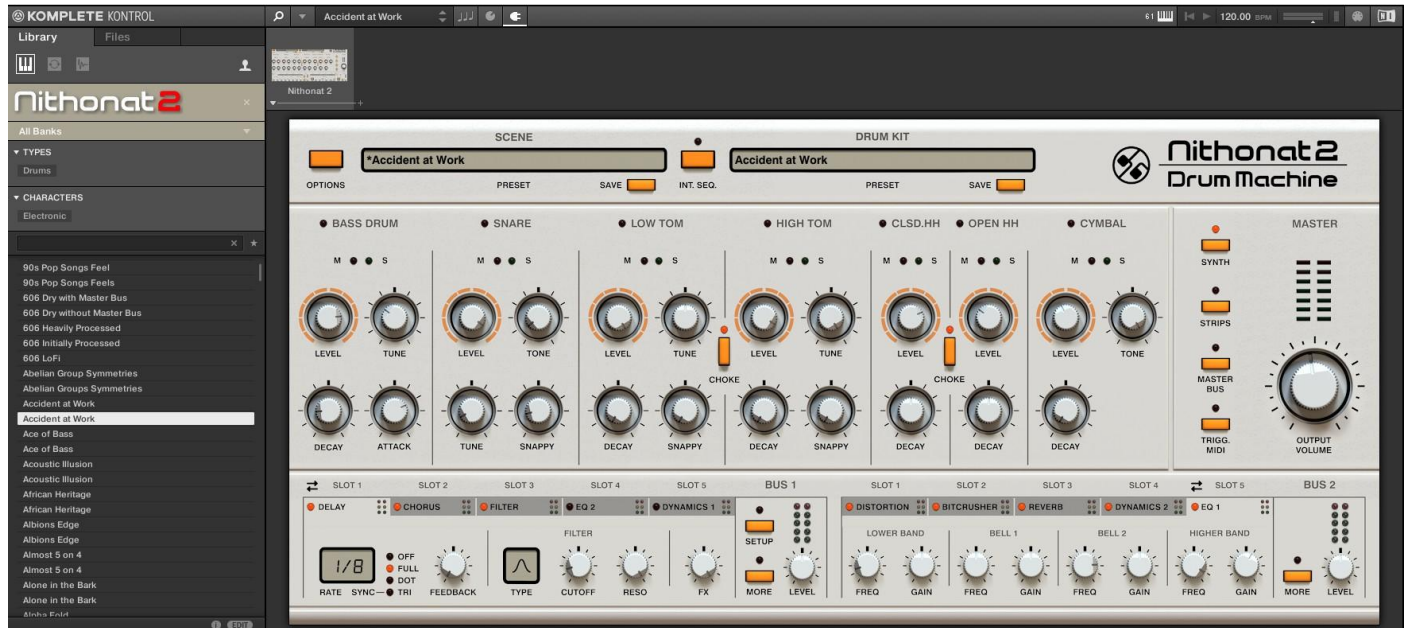 KOMPLETE KONTROL
Accident at Work
61
120.00 BPM
Library
Files
Nithonat 2
All Banks
TYPES
Drums
CHARACTERS
Electronic
90s Pop Songs Feel
90s Pop Songs Feels
606 Dry with Master Bus
606 Dry without Master Bus
606 Heavily Processed
606 Initially Processed
606 LoFi
Abelian Group Symmetries
Abelian Groups Symmetries
Accident at Work
Accident at Work
Ace of Bass
Ace of Bass
Acoustic Illusion
Acoustic Illusion
African Heritage
African Heritage
Albions Edge
Albions Edge
Almost 5 on 4
Almost 5 on 4
Alone in the Bark
Alone in the Bark
Alpha Fold
EDIT
Nithonat 2
SCENE
DRUM KIT
*Accident at Work
Accident at Work
OPTIONS
PRESET
SAVE
INT. SEQ.
PRESET
SAVE
Nithonat 2
Drum Machine
BASS DRUM
SNARE
LOW TOM
HIGH TOM
CLSD.HH
OPEN HH
CYMBAL
MASTER
M S
M S
M S
M S
M S
M S
M S
LEVEL TUNE
LEVEL TONE
LEVEL TUNE
LEVEL TUNE
LEVEL
LEVEL
LEVEL TONE
CHOKE
CHOKE
DECAY ATTACK
TUNE SNAPPY
DECAY SNAPPY
DECAY SNAPPY
DECAY
DECAY
DECAY
SYNTH
STRIPS
MASTER
BUS
TRIGG.
MIDI
OUTPUT
VOLUME
SLOT 1 SLOT 2 SLOT 3 SLOT 4 SLOT 5 BUS 1
DELAY CHORUS FILTER EQ 2 DYNAMICS 1
FILTER
1/8
OFF
FULL
DOT
TRI
RATE SYNC FEEDBACK TYPE CUTOFF RESO FX
SETUP
MORE LEVEL
SLOT 1 SLOT 2 SLOT 3 SLOT 4 SLOT 5 BUS 2
DISTORTION BITCRUSHER REVERB DYNAMICS 2 EQ 1
LOWER BAND BELL 1 BELL 2 HIGHER BAND
FREQ GAIN FREQ GAIN FREQ GAIN FREQ GAIN
MORE LEVEL